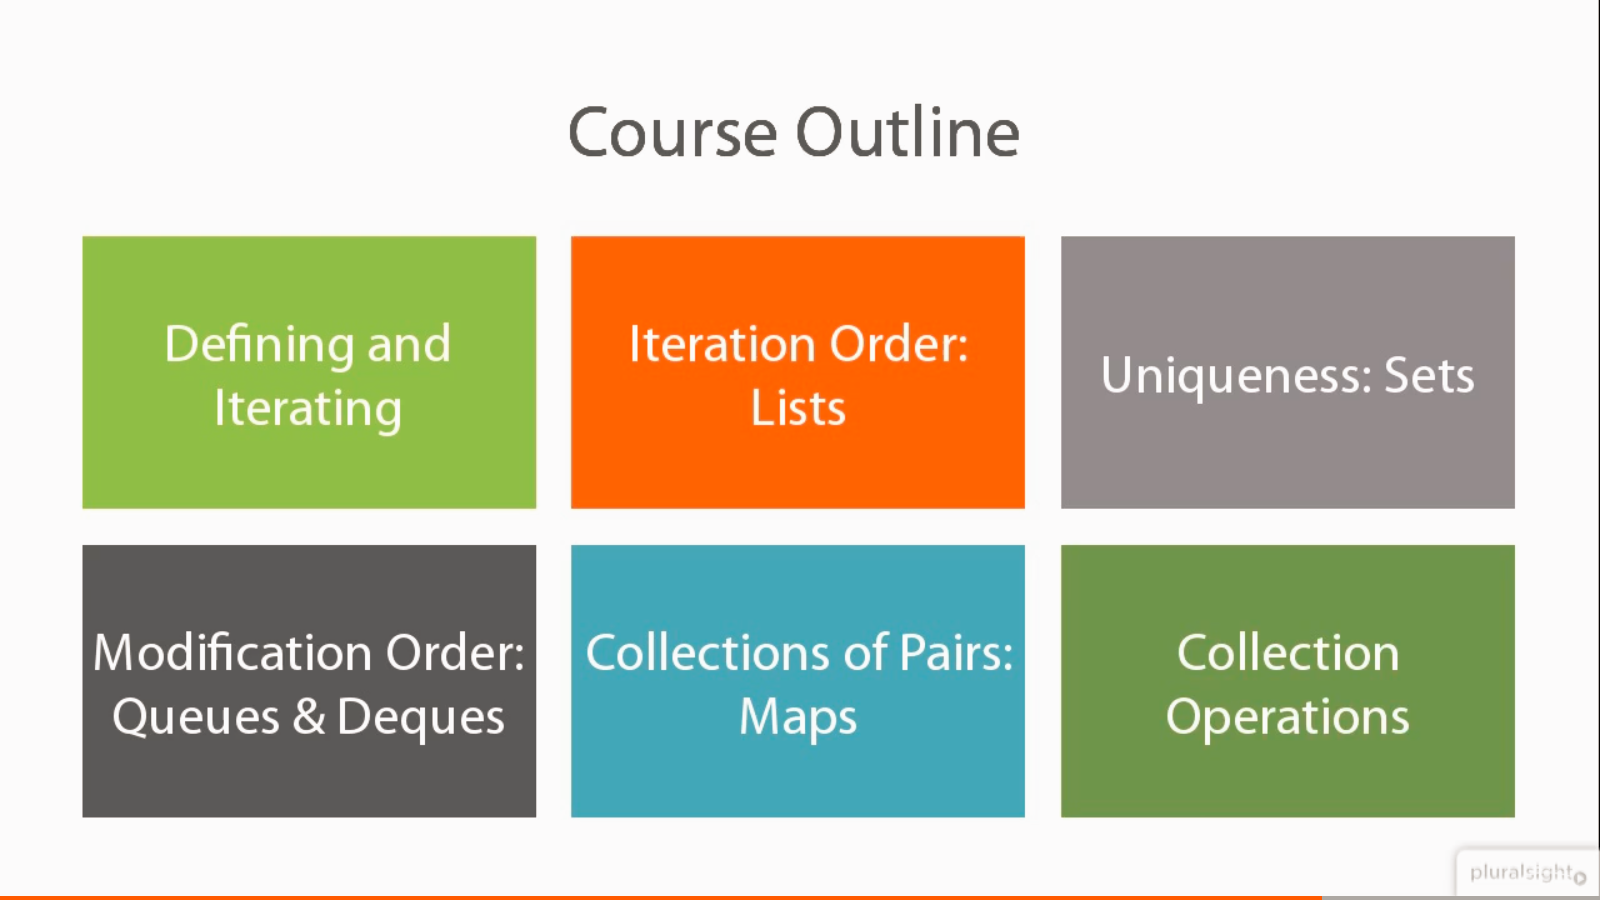 Course Outline
Defining and
Iterating
Iteration Order:
Lists
Uniqueness: Sets
Modification Order:
Queues & Deques
Collections of Pairs:
Maps
Collection
Operations
pluralsight